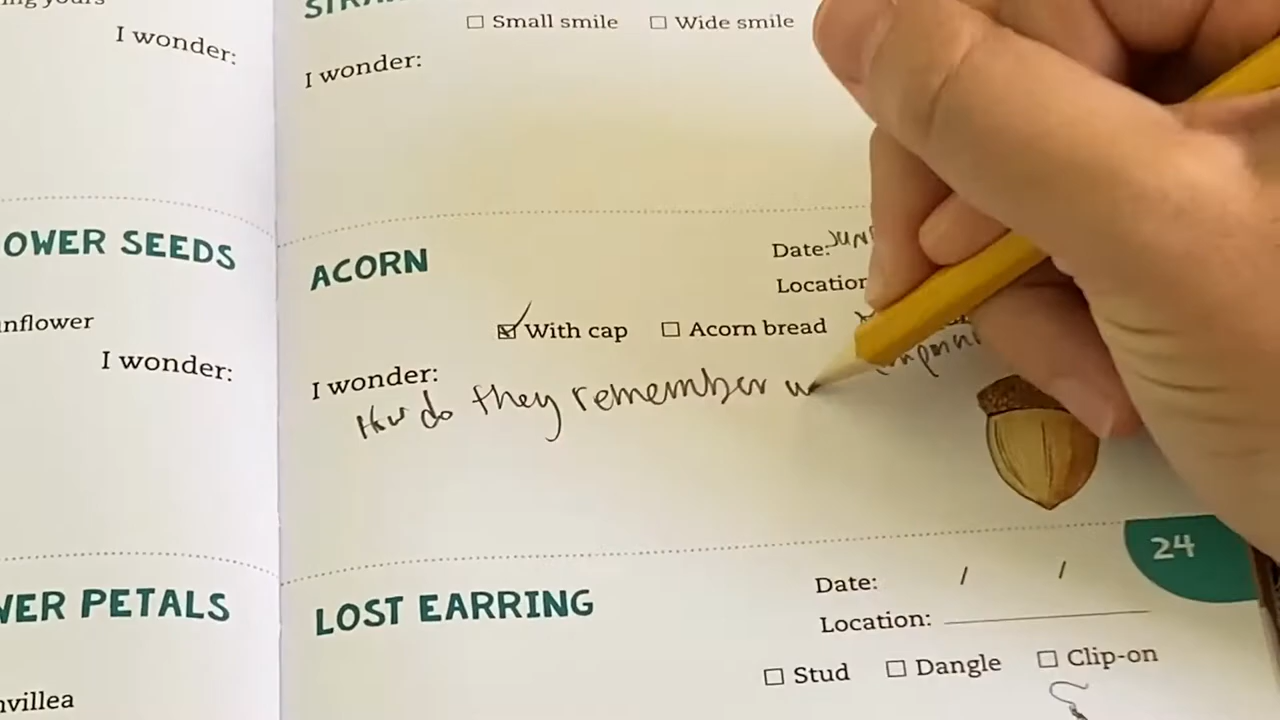 I wonder:
OWER SEEDS
nflower
I wonder:
VER PETALS
nvillea
Small smile Wide smile
I wonder:
ACORN
Date: JUN
Location
With cap Acorn bread
I wonder:
How do they remember w
24
LOST EARRING
Date: / /
Location:
Stud Dangle Clip-on